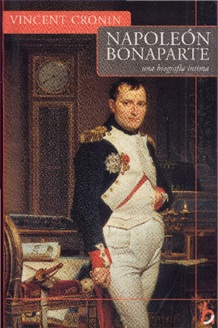 VINCENT CRONIN
NAPOLEÓN
BONAPARTE
una biografía íntima
b